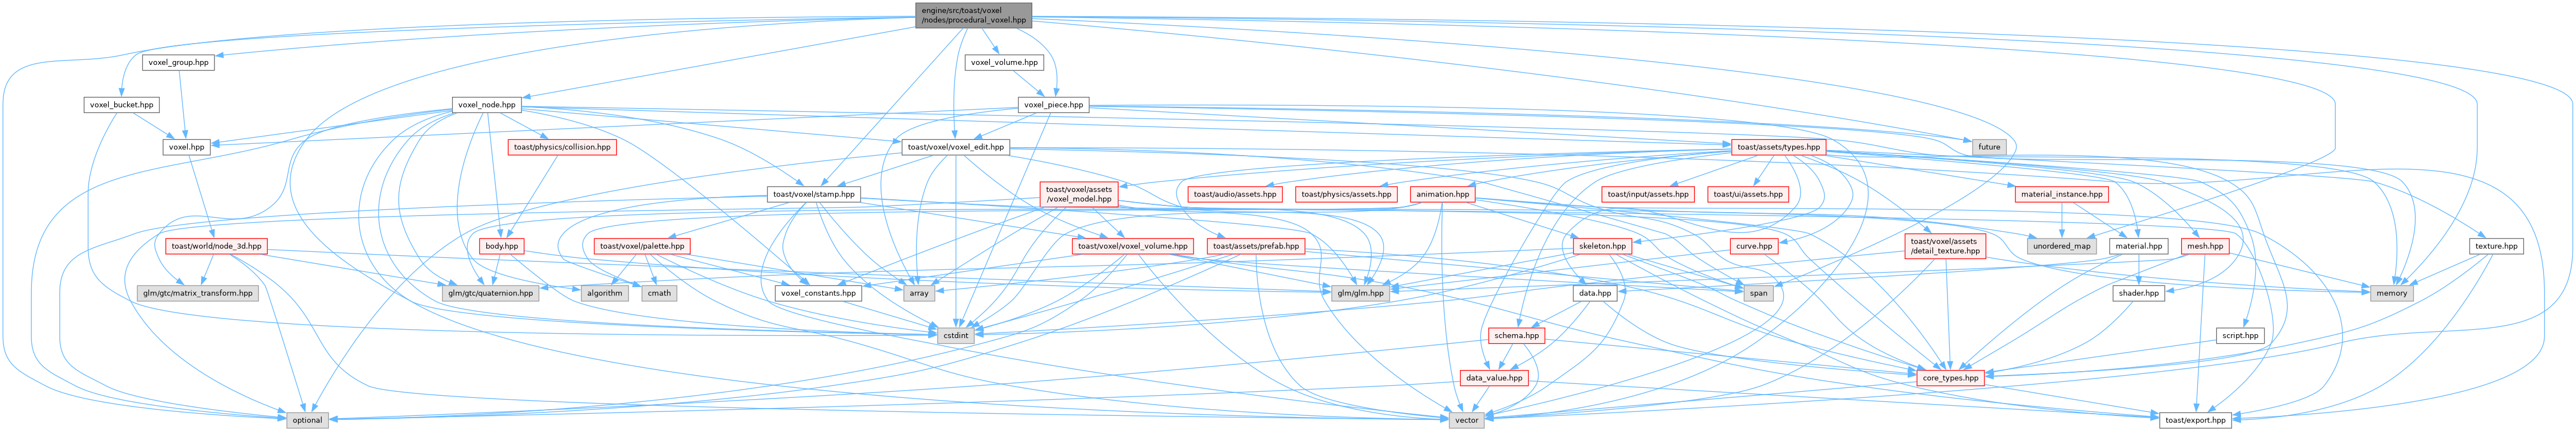 engine/src/toast/voxel
/nodes/procedural_voxel.hpp
voxel_group.hpp
voxel_volume.hpp
voxel_bucket.hpp
voxel_node.hpp
voxel_piece.hpp
voxel.hpp
toast/physics/collision.hpp
toast/voxel/voxel_edit.hpp
toast/assets/types.hpp
future
toast/voxel/stamp.hpp
toast/voxel/assets
/voxel_model.hpp
toast/audio/assets.hpp
toast/physics/assets.hpp
animation.hpp
toast/input/assets.hpp
toast/ui/assets.hpp
material_instance.hpp
toast/world/node_3d.hpp
body.hpp
toast/voxel/palette.hpp
toast/voxel/voxel_volume.hpp
toast/assets/prefab.hpp
skeleton.hpp
curve.hpp
toast/voxel/assets
/detail_texture.hpp
unordered_map
material.hpp
mesh.hpp
texture.hpp
glm/gtc/matrix_transform.hpp
glm/gtc/quaternion.hpp
algorithm
cmath
voxel_constants.hpp
array
glm/glm.hpp
span
data.hpp
shader.hpp
memory
cstdint
schema.hpp
script.hpp
data_value.hpp
core_types.hpp
optional
vector
toast/export.hpp